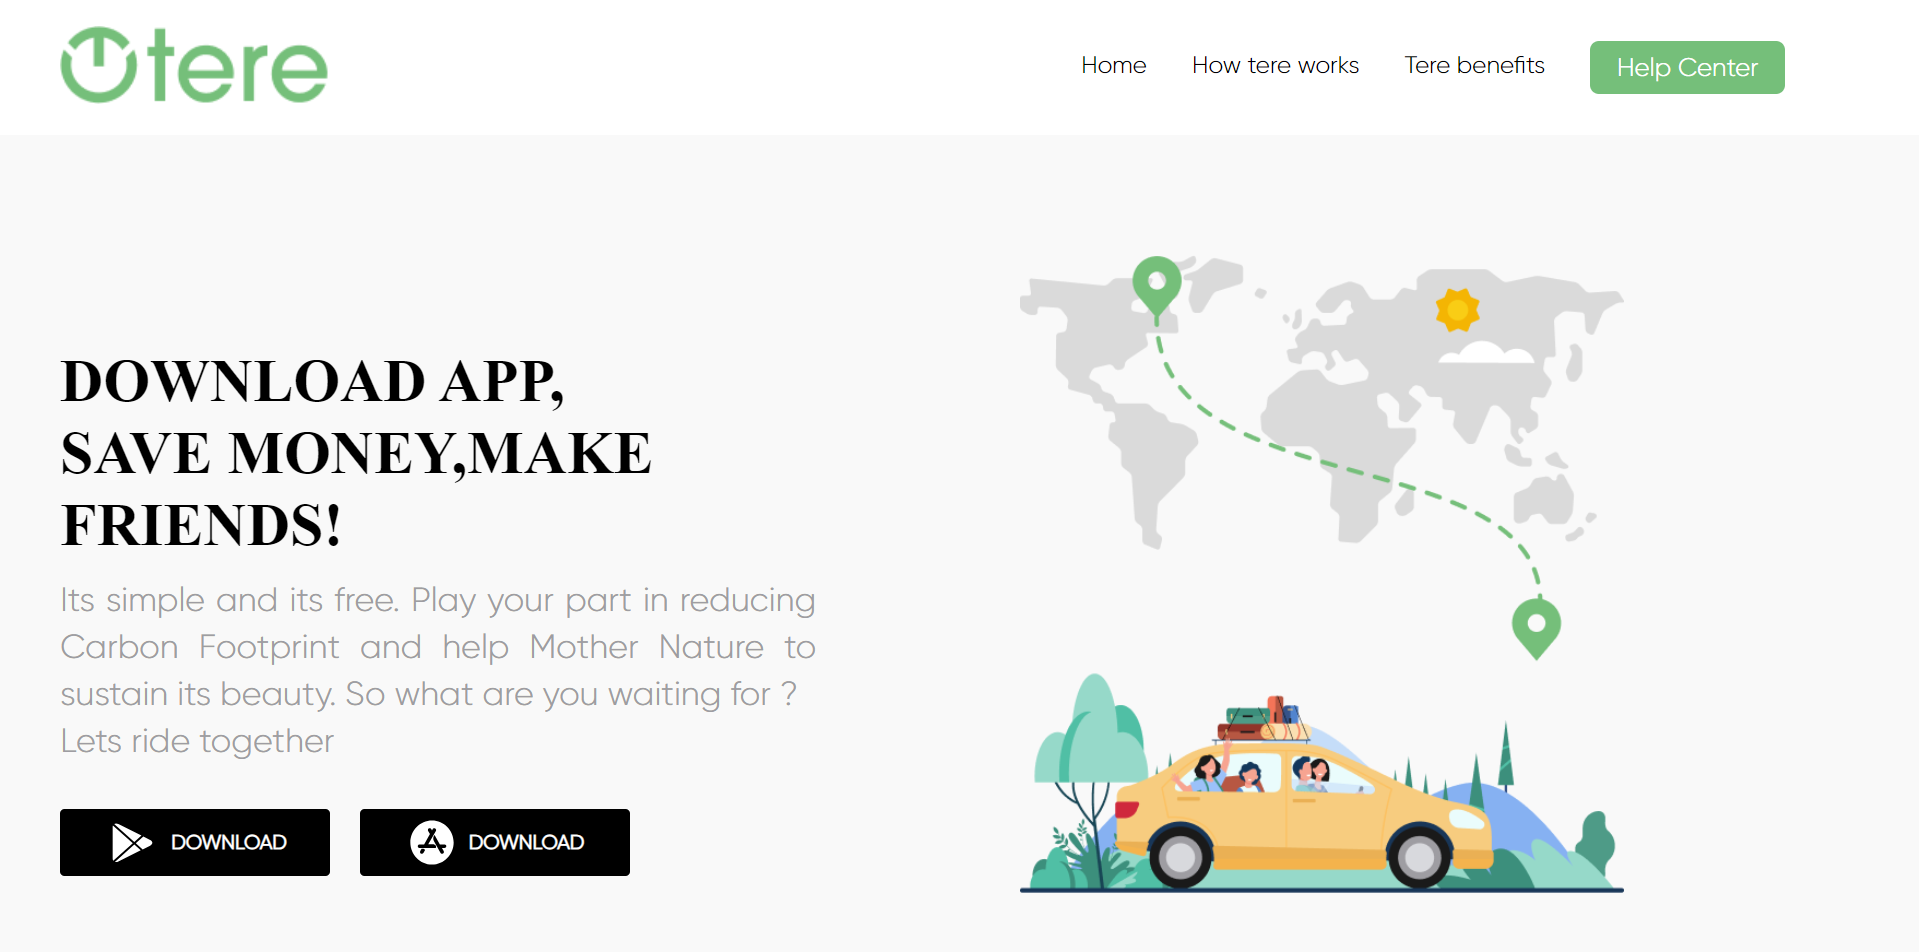 tere
Home How tere works Tere benefits Help Center
DOWNLOAD APP,
SAVE MONEY,MAKE
FRIENDS!
Its simple and its free. Play your part in reducing
Carbon Footprint and help Mother Nature to
sustain its beauty. So what are you waiting for ?
Lets ride together
DOWNLOAD DOWNLOAD